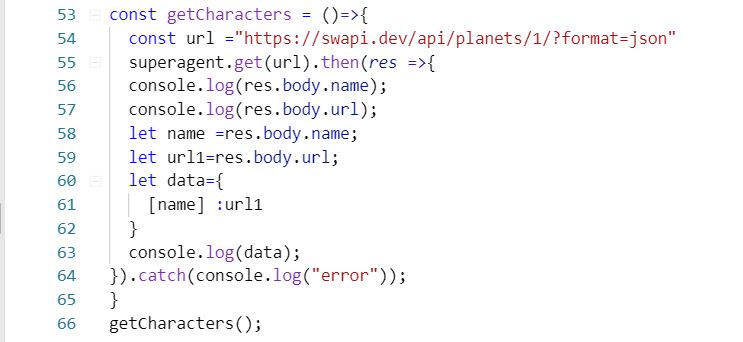 53 const getCharacters = ()=>{
54 const url ="https://swapi.dev/api/planets/1/?format=json"
55 superagent.get(url).then(res =>{
56 console.log(res.body.name);
57 console.log(res.body.url);
58 let name =res.body.name;
59 let url1=res.body.url;
60 let data={
61 [name] :url1
62 }
63 console.log(data);
64 }).catch(console.log("error"));
65 }
66 getCharacters();